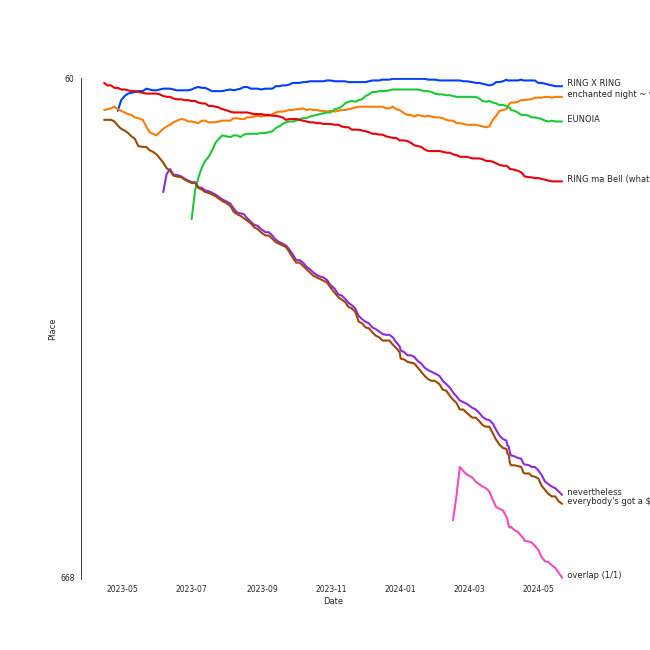 60
RING X RING
enchanted night ~
EUNOIA
RING ma Bell (what
Place
nevertheless
everybody's got a $
668
overlap (1/1)
2023-05 2023-07 2023-09 2023-11 2024-01 2024-03 2024-05
Date